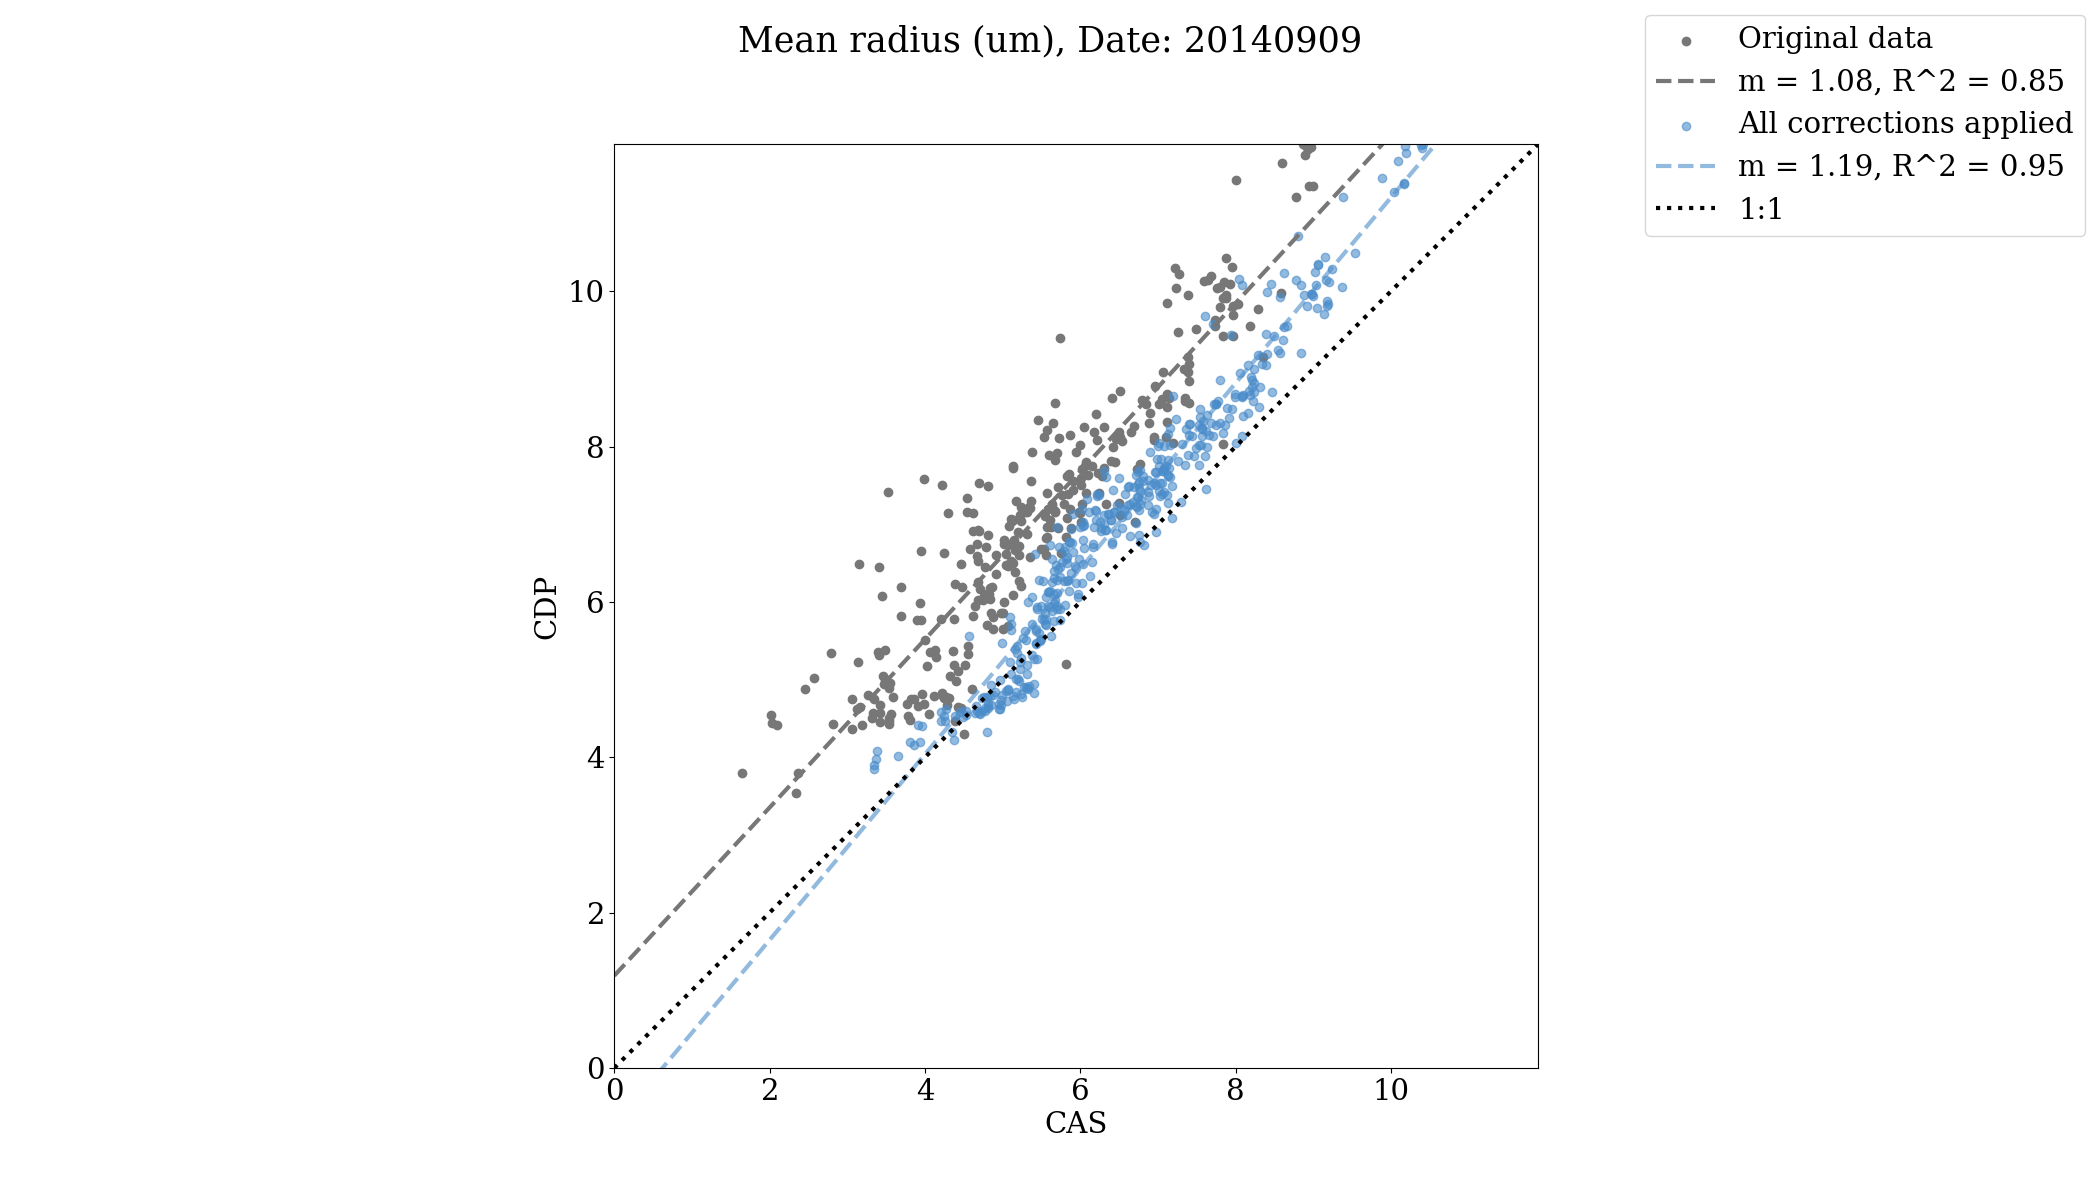 Mean radius (um), Date: 20140909
Original data
m = 1.08, R^2 = 0.85
All corrections applied
m = 1.19, R^2 = 0.95
1:1
10
8
6
4
2
0
CDP
0 2 4 6 8 10
CAS